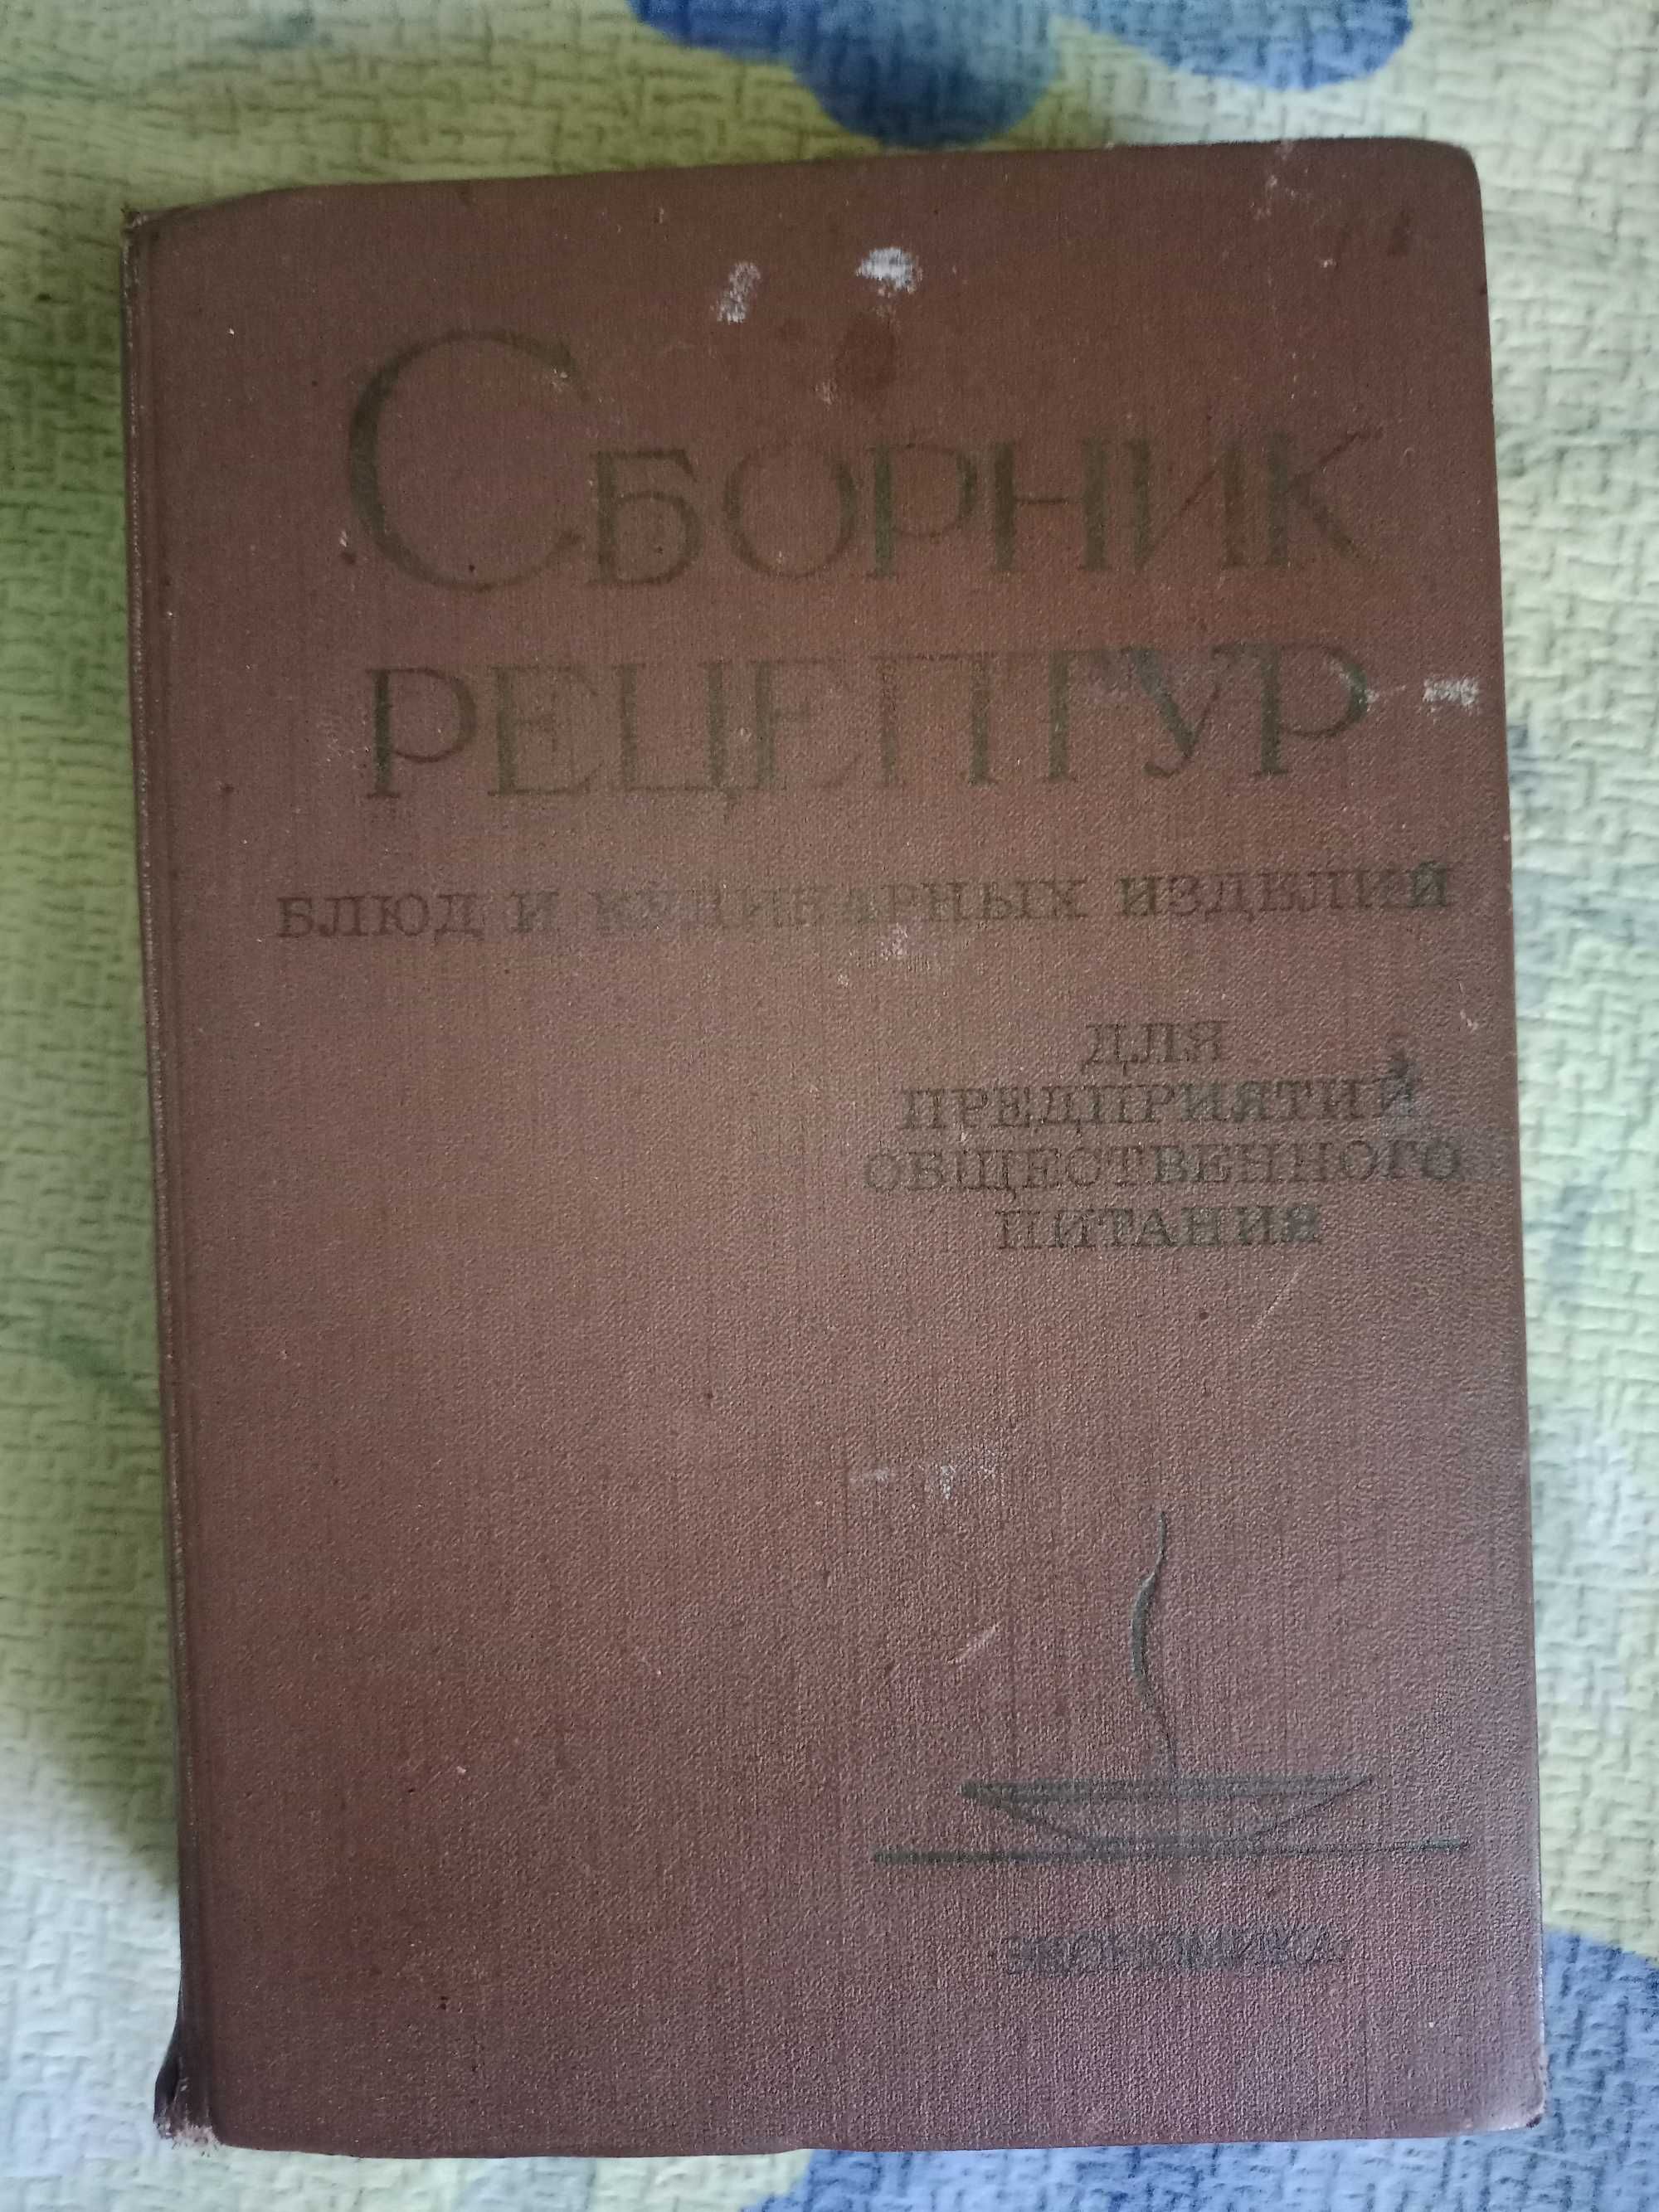 СБОРНИК
РЕЦЕПТУР
БЛЮД И КУЛИНАРНЫХ ИЗДЕЛИЙ
ДЛЯ
ПРЕДПРИЯТИЙ
ОБЩЕСТВЕННОГО
ПИТАНИЯ
ЭКОНОМИКА